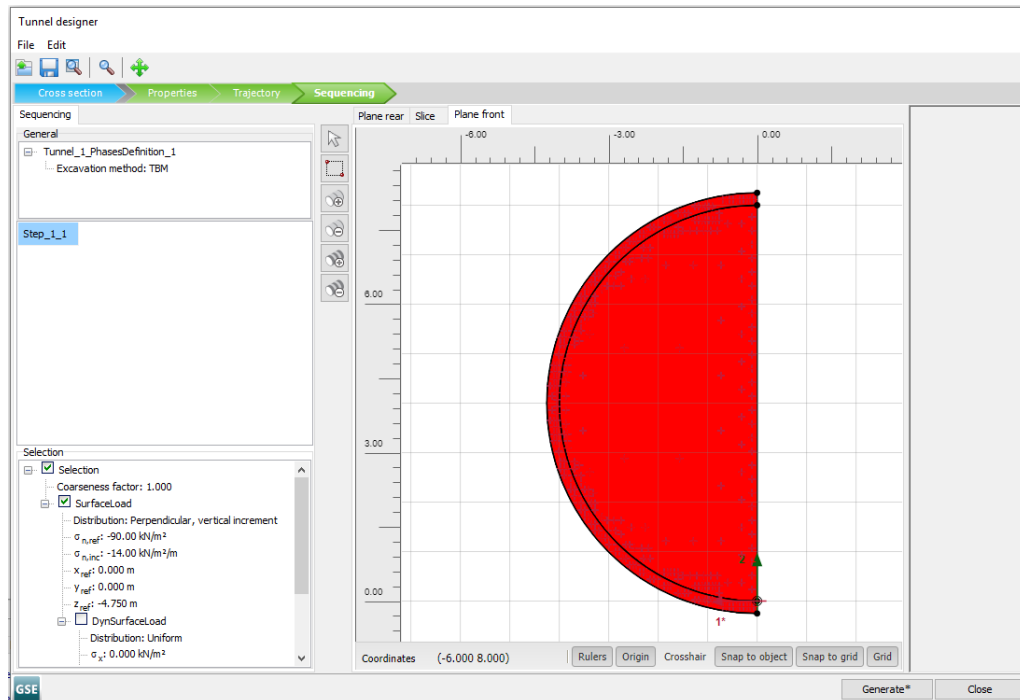 Tunnel designer
File Edit
Cross section Properties Trajectory Sequencing
Sequencing
General
Tunnel_1_PhasesDefinition_1
Excavation method: TBM
Step_1_1
Selection
Selection
Coarseness factor: 1.000
SurfaceLoad
Distribution: Perpendicular, vertical increment
σn,ref: -90.00 kN/m²
σn,inc: -14.00 kN/m²/m
xref: 0.000 m
yref: 0.000 m
zref: -4.750 m
DynSurfaceLoad
Distribution: Uniform
σx: 0.000 kN/m²
Plane rear Slice Plane front
-6.00 -3.00 0.00
6.00
3.00
0.00
2
1*
Coordinates (-6.000 8.000) Rulers Origin Crosshair Snap to object Snap to grid Grid
GSE Generate* Close